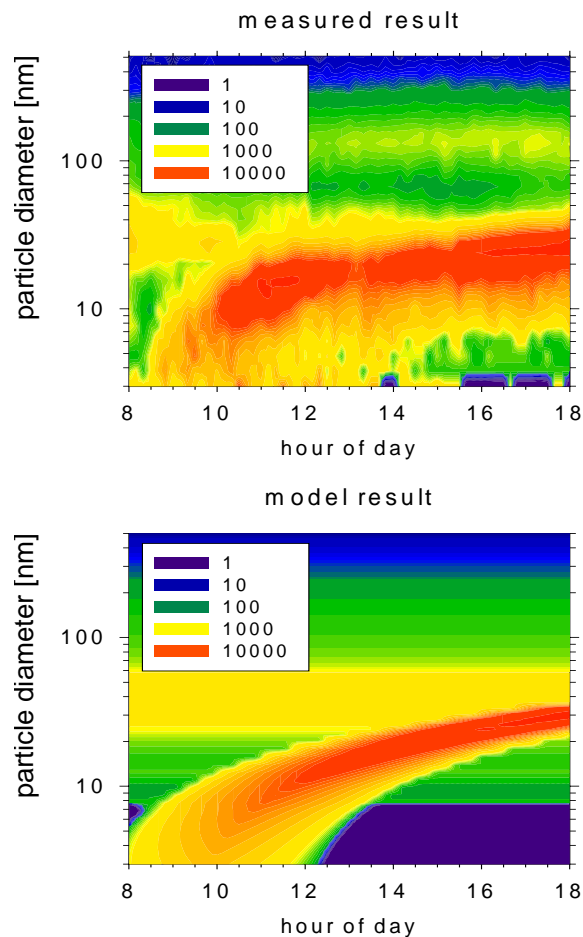 measured result
particle diameter [nm]
100
10
1
10
100
1000
10000
8 10 12 14 16 18
hour of day
model result
particle diameter [nm]
100
10
1
10
100
1000
10000
8 10 12 14 16 18
hour of day